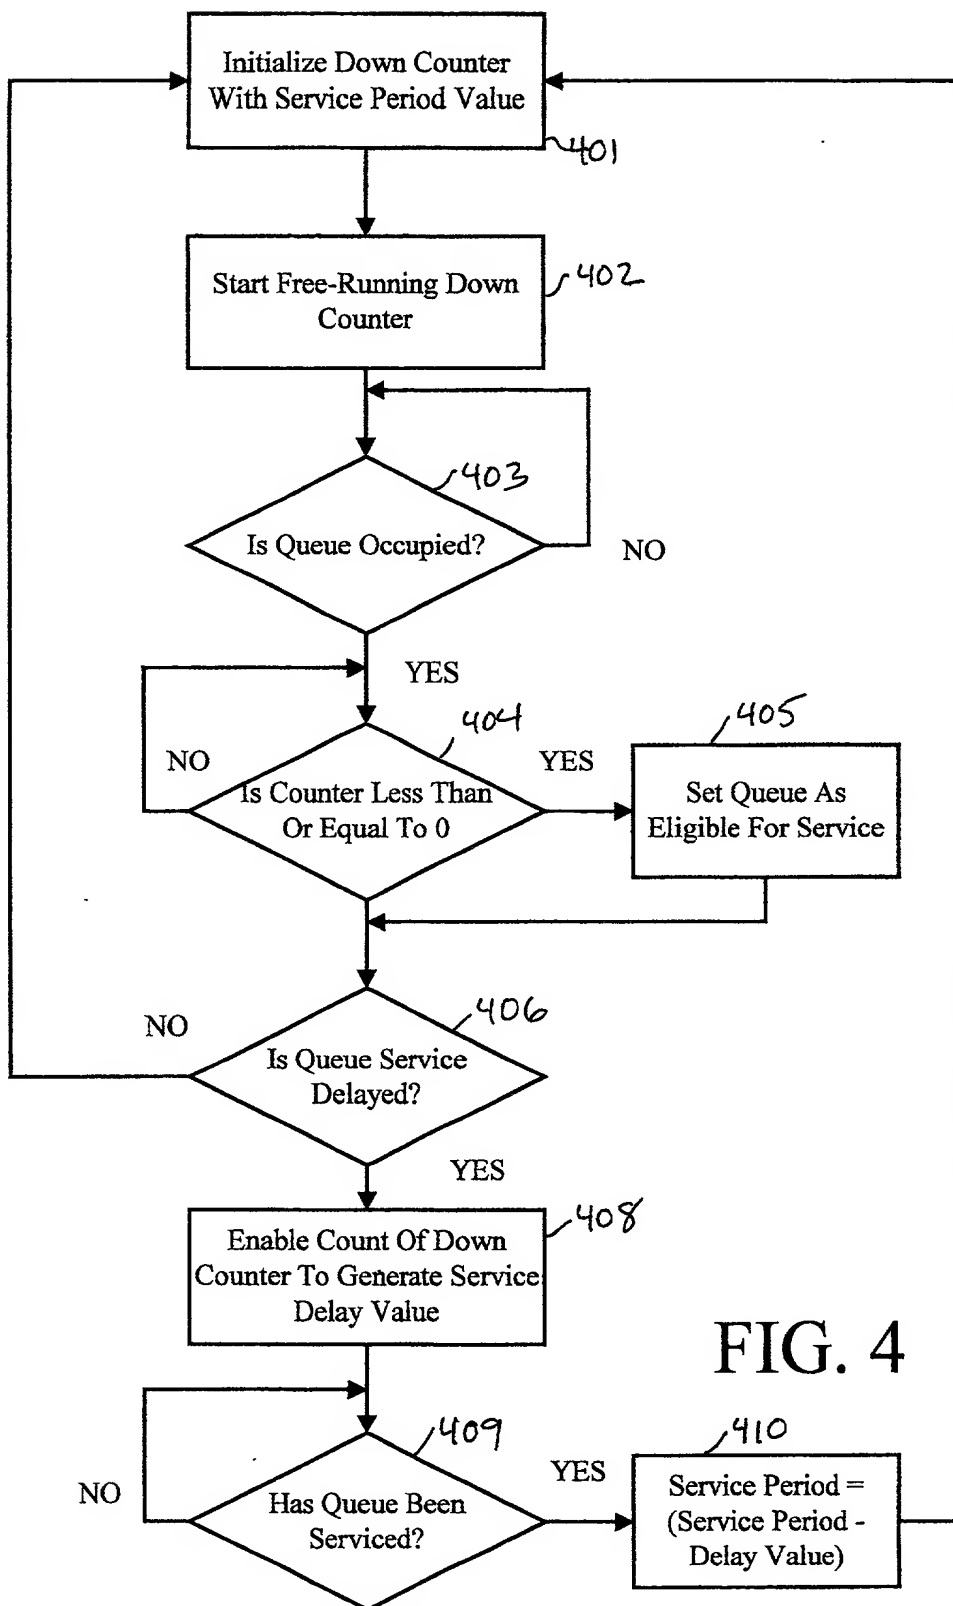 Initialize Down Counter
With Service Period Value
401
Start Free-Running Down
Counter
402
403
Is Queue Occupied?
NO
YES
404
NO
Is Counter Less Than
Or Equal To 0
YES
405
Set Queue As
Eligible For Service
406
NO
Is Queue Service
Delayed?
YES
408
Enable Count Of Down
Counter To Generate Service
Delay Value
FIG. 4
409
NO
Has Queue Been
Serviced?
YES
410
Service Period =
(Service Period -
Delay Value)